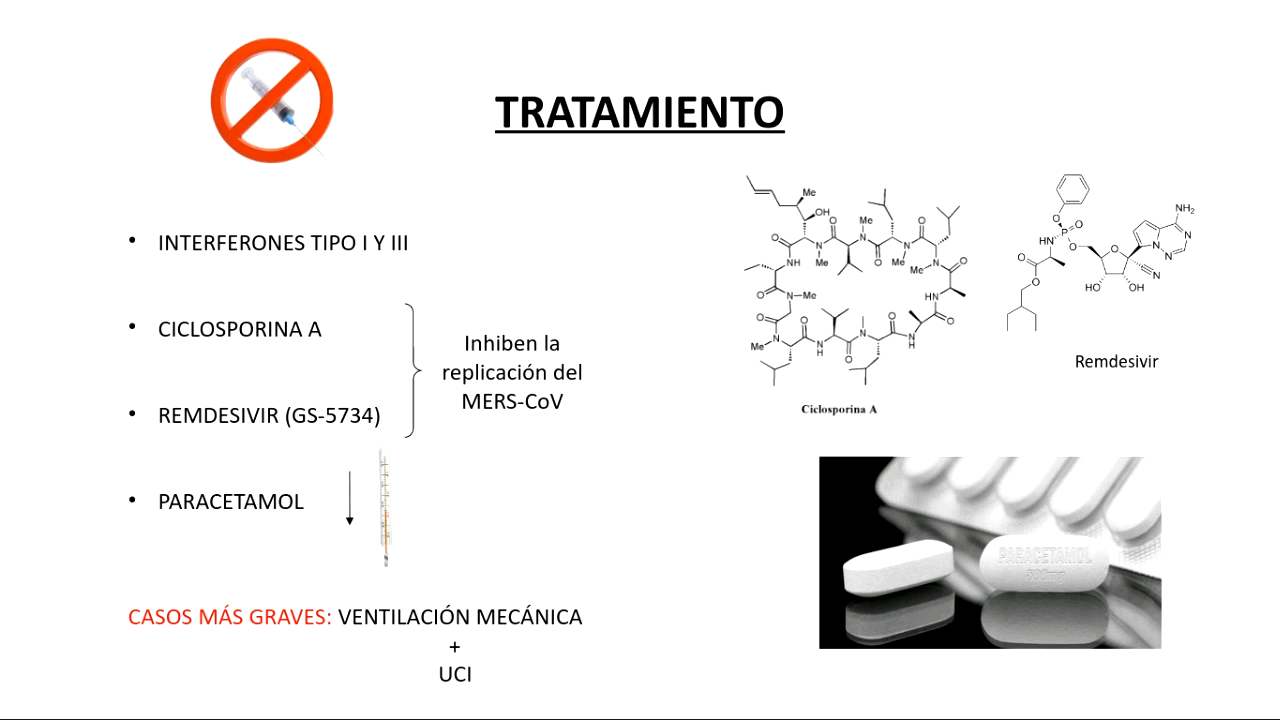 TRATAMIENTO
• INTERFERONES TIPO I Y III
• CICLOSPORINA A
• REMDESIVIR (GS-5734)
Inhiben la
replicación del
MERS-CoV
• PARACETAMOL
CASOS MÁS GRAVES: VENTILACIÓN MECÁNICA
+
UCI
Ciclosporina A
Remdesivir
PARACETAMOL
500mg